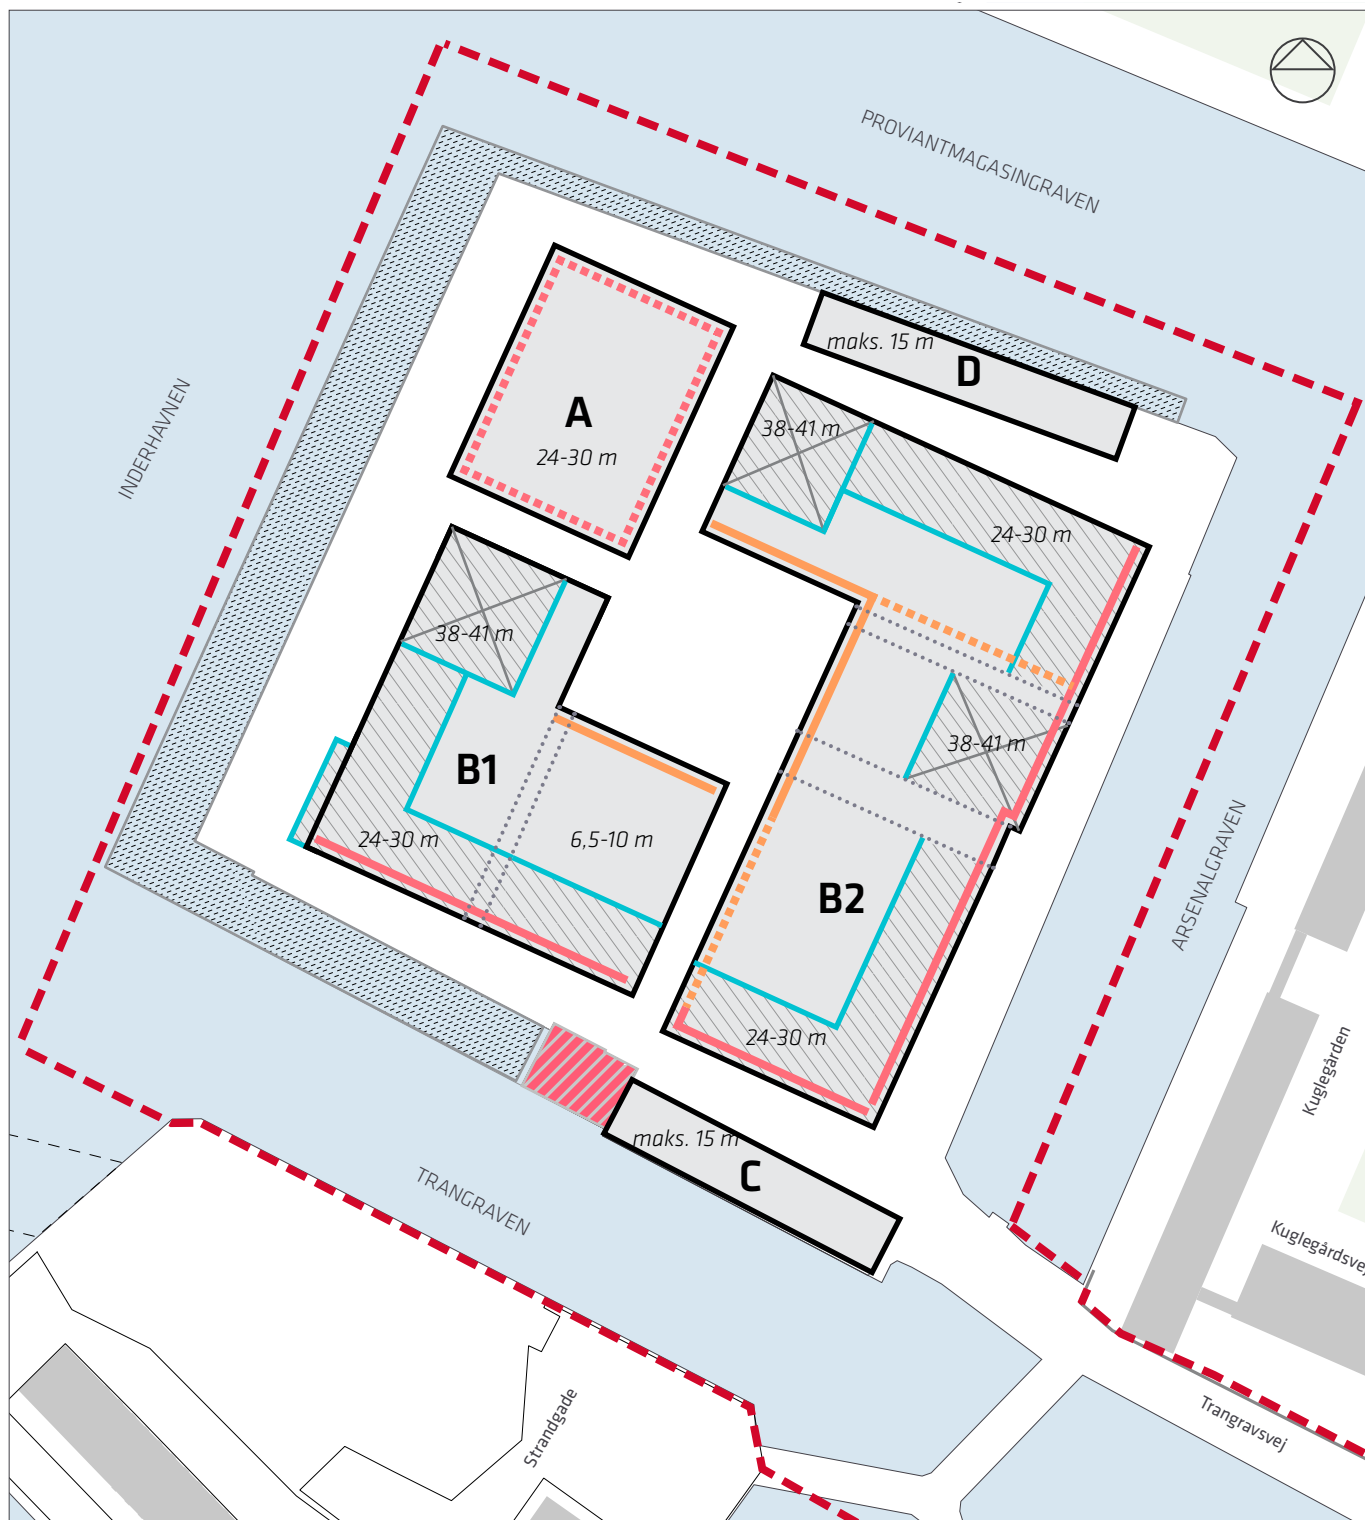 PROVIANTMAGASINGRAVEN
INDERHAVNEN
maks. 15 m
D
A
24-30 m
38-41 m
24-30 m
38-41 m
38-41 m
B1
24-30 m
6,5-10 m
B2
24-30 m
ARSENALGRAVEN
Kuglegården
maks. 15 m
C
TRANGRAVEN
Kuglegårdsvej
Strandgade
Trangravsvej